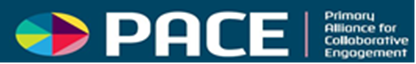 PACE
Primary
Alliance for
Collaborative
Engagement